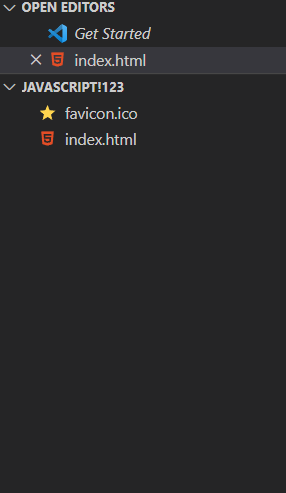 OPEN EDITORS
Get Started
index.html
JAVASCRIPT!123
favicon.ico
index.html